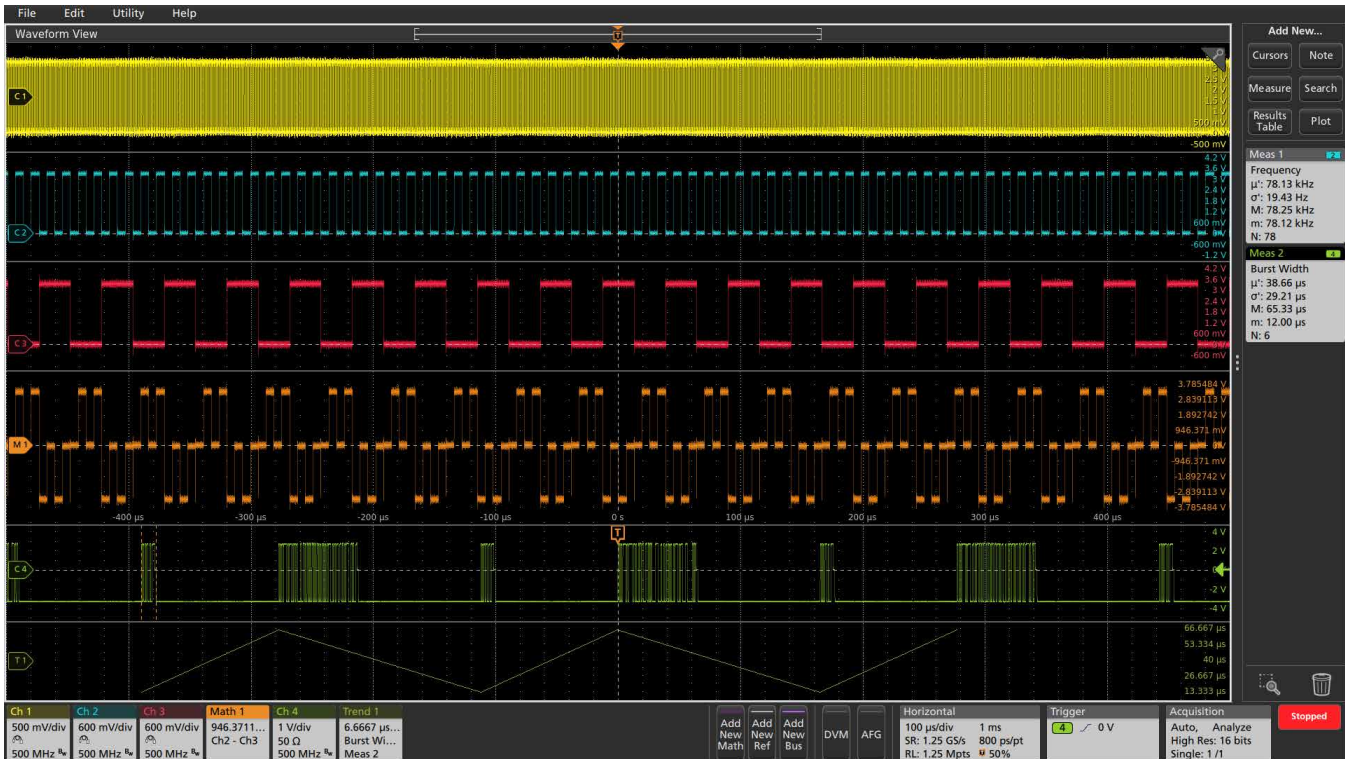 File Edit Utility Help
Waveform View
Add New...
Cursors Note
Measure Search
Results Table Plot
T
C 1
2.5 V
2 V
1.5 V
1 V
500 mV
-500 mV
C 2
4.2 V
3.6 V
3 V
2.4 V
1.8 V
1.2 V
600 mV
-600 mV
-1.2 V
C 3
4.2 V
3.6 V
3 V
2.4 V
1.8 V
1.2 V
600 mV
-600 mV
M 1
3.785484 V
2.839113 V
1.892742 V
946.371 mV
0 V
-946.371 mV
-1.892742 V
-2.839113 V
-3.785484 V
-400 µs -300 µs -200 µs -100 µs 0 s 100 µs 200 µs 300 µs 400 µs
T
C 4
4 V
2 V
-2 V
-4 V
T 1
66.667 µs
53.334 µs
40 µs
26.667 µs
13.333 µs
Meas 1 2
Frequency
µ': 78.13 kHz
σ': 19.43 Hz
M: 78.25 kHz
m: 78.12 kHz
N: 78
Meas 2 4
Burst Width
µ': 38.66 µs
σ': 29.21 µs
M: 65.33 µs
m: 12.00 µs
N: 6
Ch 1
500 mV/div
500 MHz Bw
Ch 2
600 mV/div
500 MHz Bw
Ch 3
600 mV/div
500 MHz Bw
Math 1
946.3711...
Ch2 - Ch3
Ch 4
1 V/div
50 Ω
500 MHz Bw
Trend 1
6.6667 µs...
Burst Wi...
Meas 2
Add New Math
Add New Ref
Add New Bus
DVM
AFG
Horizontal
100 µs/div 1 ms
SR: 1.25 GS/s 800 ps/pt
RL: 1.25 Mpts 50%
Trigger
4 0 V
Acquisition
Auto, Analyze
High Res: 16 bits
Single: 1 /1
Stopped